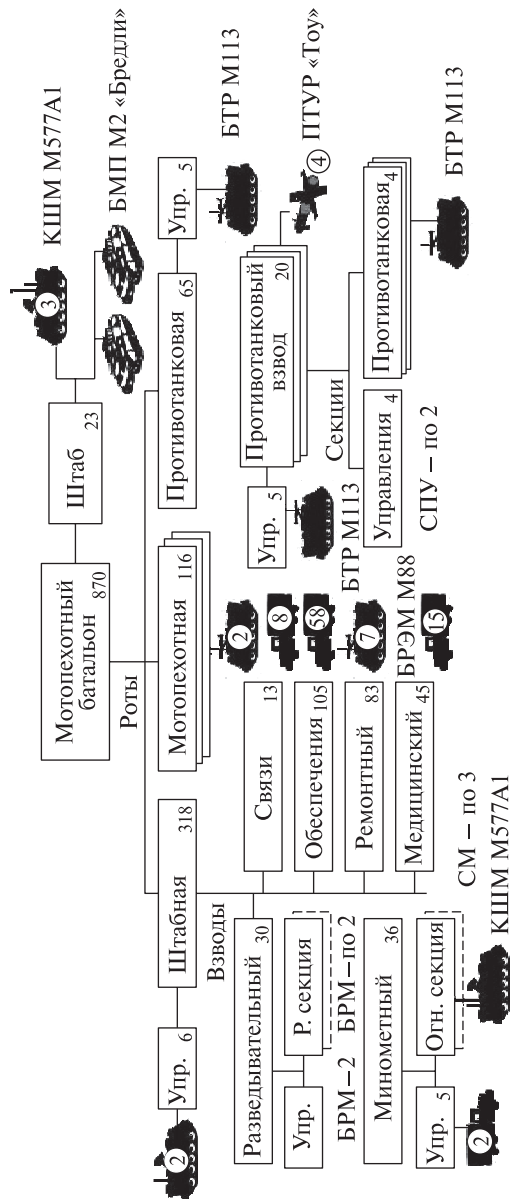 Мотопехотный
батальон
870
Штаб
23
3
КШМ М577А1
БМП М2 «Бредли»
Роты
2
Упр.
6
Штабная
318
Мотопехотная
116
Противотанковая
65
Упр.
5
БТР М113
Взводы
Разведывательный
30
Упр.
Р. секция
БРМ–2
БРМ – по 2
Минометный
36
Упр.
5
2
Огн. секция
СМ – по 3
КШМ М577А1
Связи
13
2
8
Обеспечения
105
58
Ремонтный
83
7
БРЭМ М88
Медицинский
45
15
Упр.
5
БТР М113
Противотанковый
взвод
20
4
ПТУР «Тоу»
Секции
Управления
4
СПУ – по 2
Противотанковая
4
БТР М113